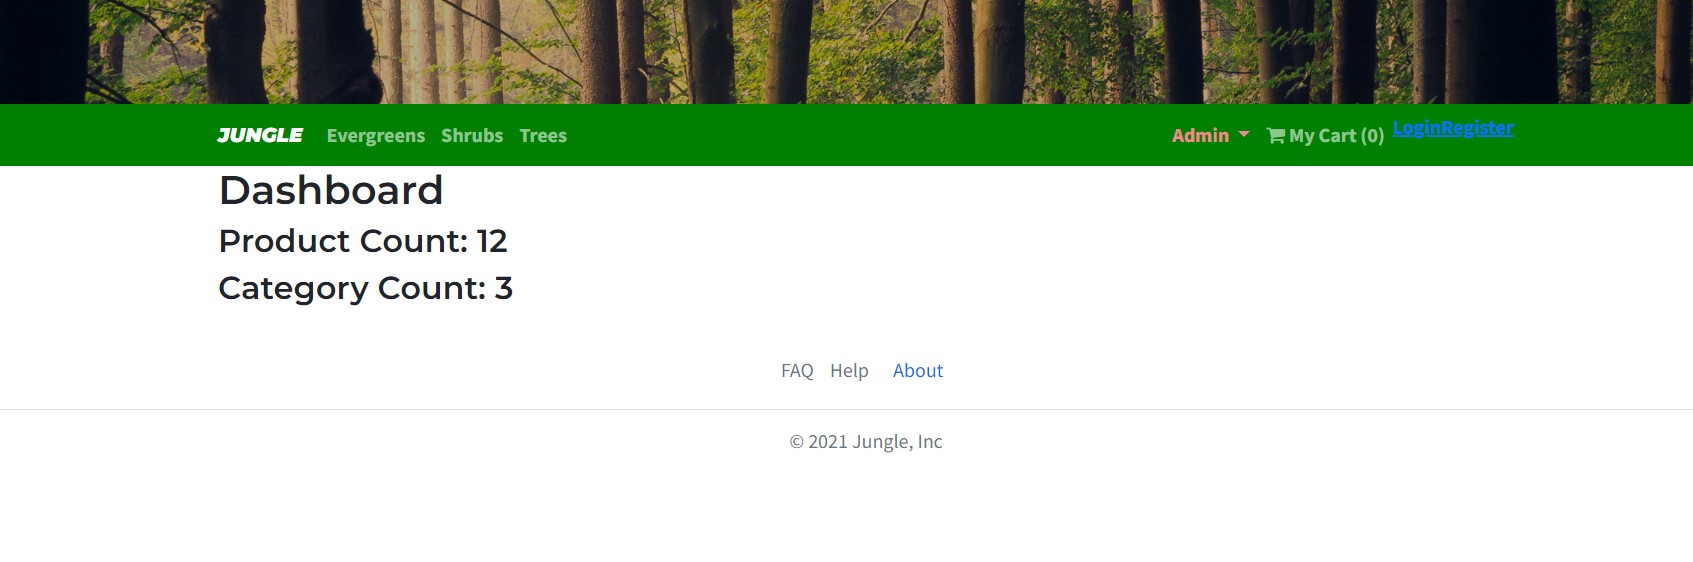 JUNGLE Evergreens Shrubs Trees Admin My Cart (0) LoginRegister
Dashboard
Product Count: 12
Category Count: 3
FAQ Help About
© 2021 Jungle, Inc